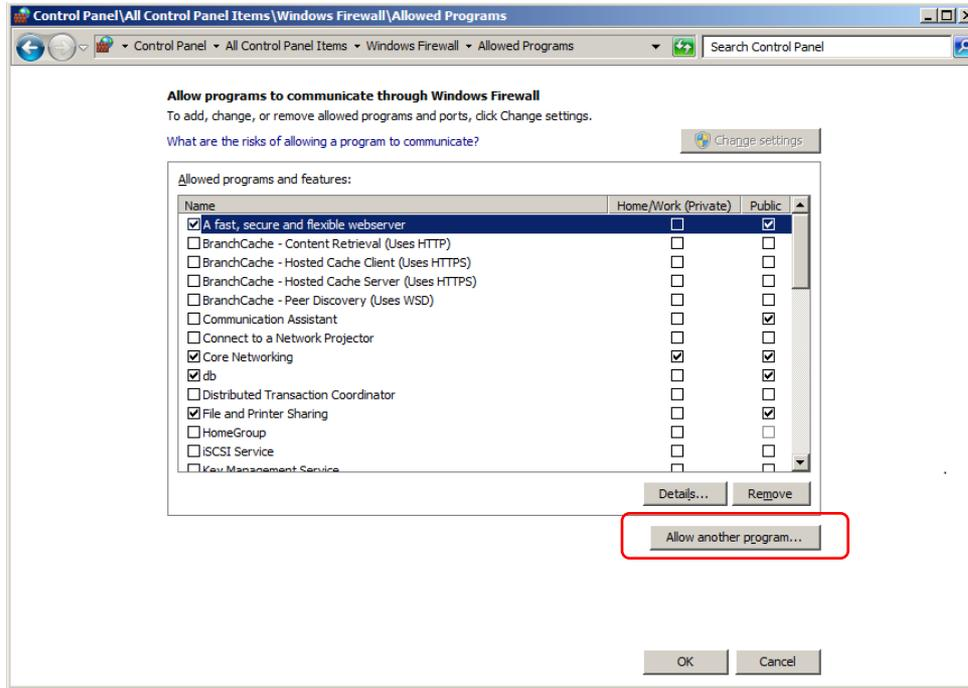 Control Panel\All Control Panel Items\Windows Firewall\Allowed Programs
Control Panel All Control Panel Items Windows Firewall Allowed Programs Search Control Panel
Allow programs to communicate through Windows Firewall
To add, change, or remove allowed programs and ports, click Change settings.
What are the risks of allowing a program to communicate? Change settings
Allowed programs and features:
Name Home/Work (Private) Public
A fast, secure and flexible webserver
BranchCache - Content Retrieval (Uses HTTP)
BranchCache - Hosted Cache Client (Uses HTTPS)
BranchCache - Hosted Cache Server (Uses HTTPS)
BranchCache - Peer Discovery (Uses WSD)
Communication Assistant
Connect to a Network Projector
Core Networking
db
Distributed Transaction Coordinator
File and Printer Sharing
HomeGroup
iSCSI Service
Key Management Service
Details... Remove
Allow another program...
OK Cancel